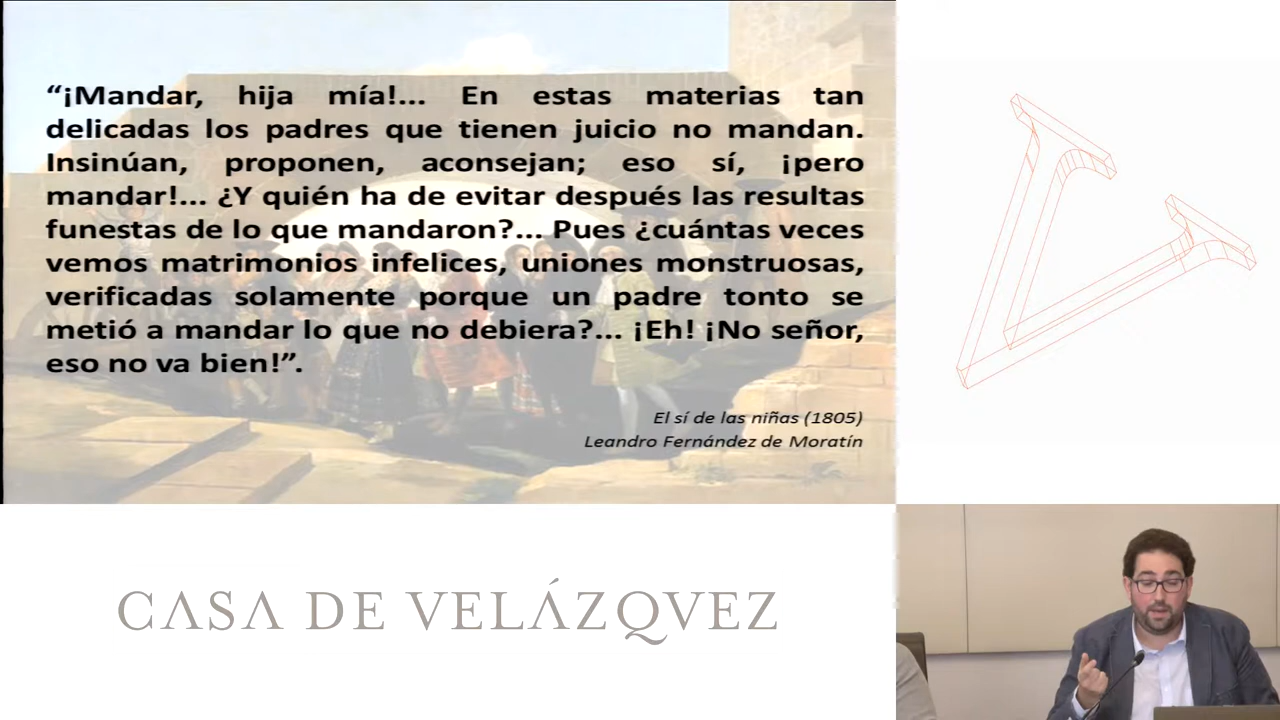 “¡Mandar, hija mía!... En estas materias tan
delicadas los padres que tienen juicio no mandan.
Insinúan, proponen, aconsejan; eso sí, ¡pero
mandar!... ¿Y quién ha de evitar después las resultas
funestas de lo que mandaron?... Pues ¿cuántas veces
vemos matrimonios infelices, uniones monstruosas,
verificadas solamente porque un padre tonto se
metió a mandar lo que no debiera?... ¡Eh! ¡No señor,
eso no va bien!”.
El sí de las niñas (1805)
Leandro Fernández de Moratín
CASA DE VELÁZQVEZ